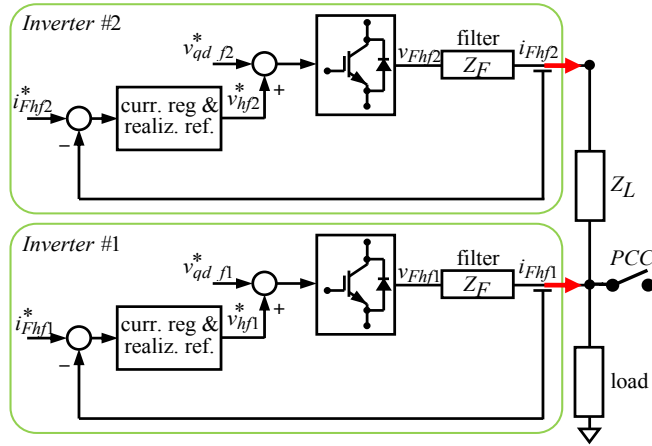 Inverter #2
v*qd_f2
vFhf2
filter
ZF
iFhf2
i*Fhf2
curr. reg &
realiz. ref.
v*hf2
+
−
ZL
Inverter #1
PCC
v*qd_f1
vFhf1
filter
ZF
iFhf1
i*Fhf1
curr. reg &
realiz. ref.
v*hf1
+
−
load